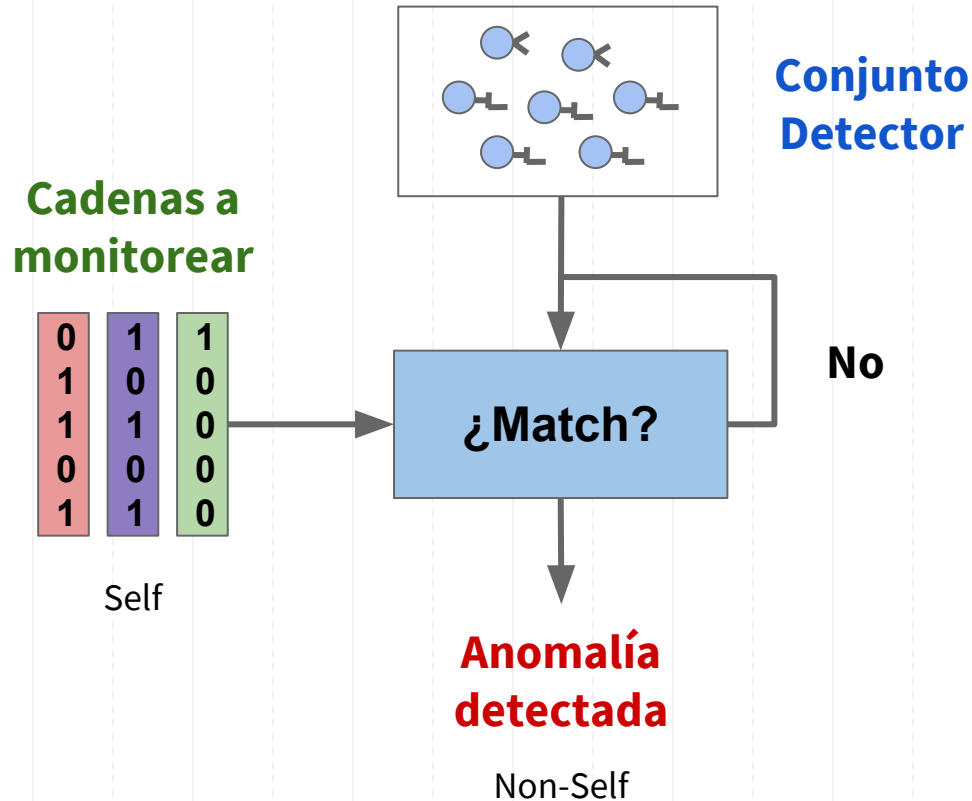 Conjunto
Detector
Cadenas a
monitorear
0 1 1
1 0 0
1 1 0
0 0 0
1 1 0
Self
¿Match?
No
Anomalía
detectada
Non-Self